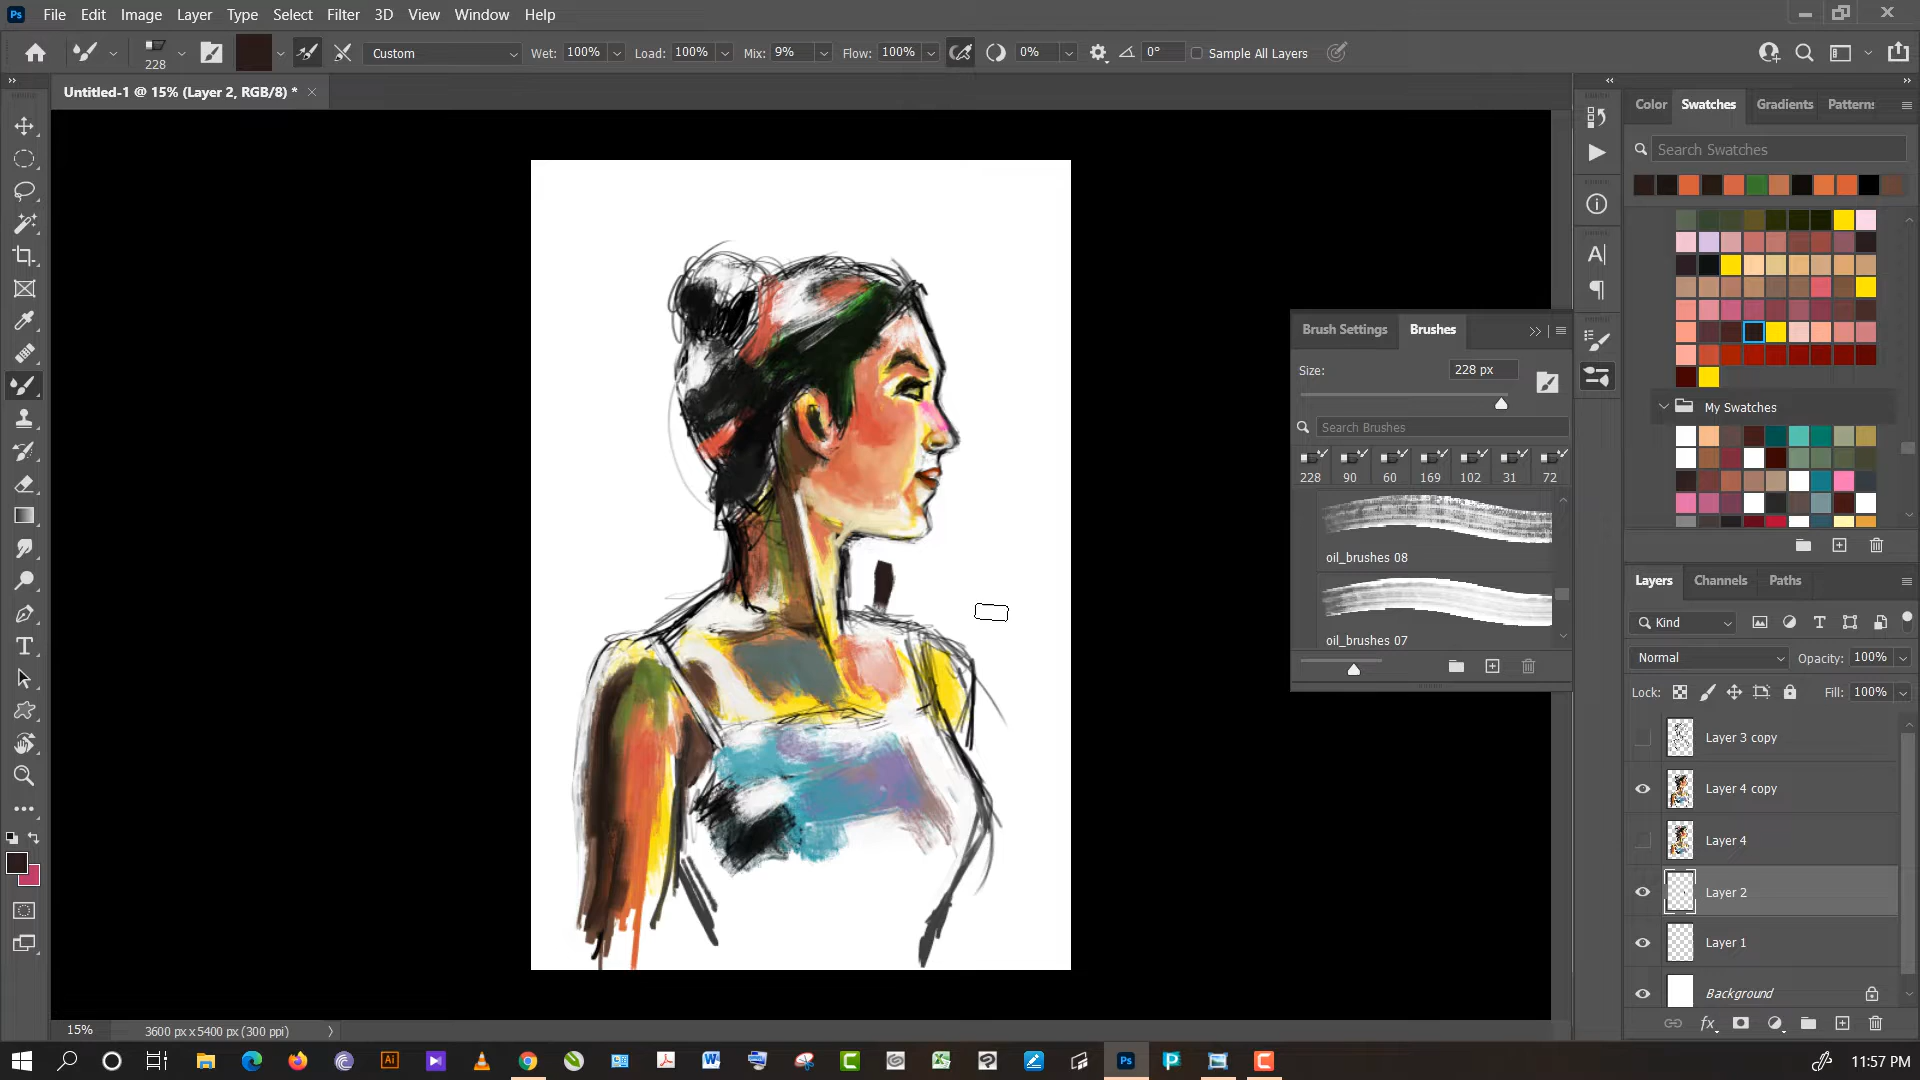 Ps File Edit Image Layer Type Select Filter 3D View Window Help
228 Custom Wet: 100% Load: 100% Mix: 9% Flow: 100% 0% 0° Sample All Layers
Untitled-1 @ 15% (Layer 2, RGB/8) *
Color Swatches Gradients Patterns
Search Swatches
My Swatches
Brush Settings Brushes
Size: 228 px
Search Brushes
228 90 60 169 102 31 72
oil_brushes 08
oil_brushes 07
Layers Channels Paths
Kind
Normal Opacity: 100%
Lock: Fill: 100%
Layer 3 copy
Layer 4 copy
Layer 4
Layer 2
Layer 1
Background
15% 3600 px x 5400 px (300 ppi)
11:57 PM